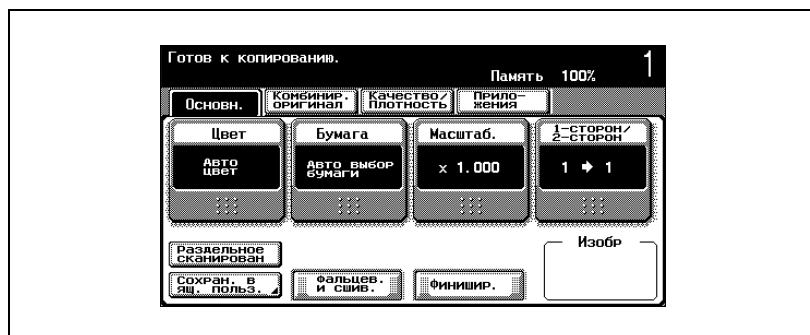 Готов к копированию.
Память 100%
1
Основн.
Комбинир.
оригинал
Качество/
Плотность
Прило-
жения
Цвет
Бумага
Масштаб.
1-сторон/
2-сторон
Авто
цвет
Авто выбор
бумаги
x 1.000
1 ➔ 1
Раздельное
сканирован
Изобр
Сохран. в
ящ. польз.
Фальцев.
и сшив.
Финишир.